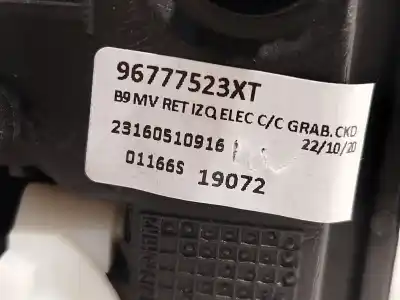 96777523XT
B9 MV RET IZQ ELEC C/C GRAB. CKD
23160510916
22/10/20
01166S 19072